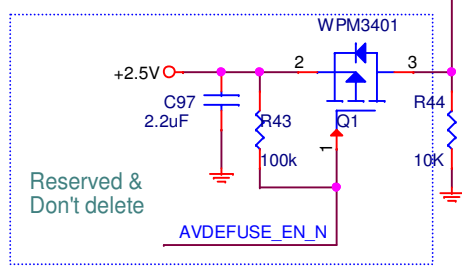 WPM3401
+2.5V
2
3
C97
2.2uF
R43
100k
Q1
1
R44
10K
Reserved &
Don't delete
AVDEFUSE_EN_N